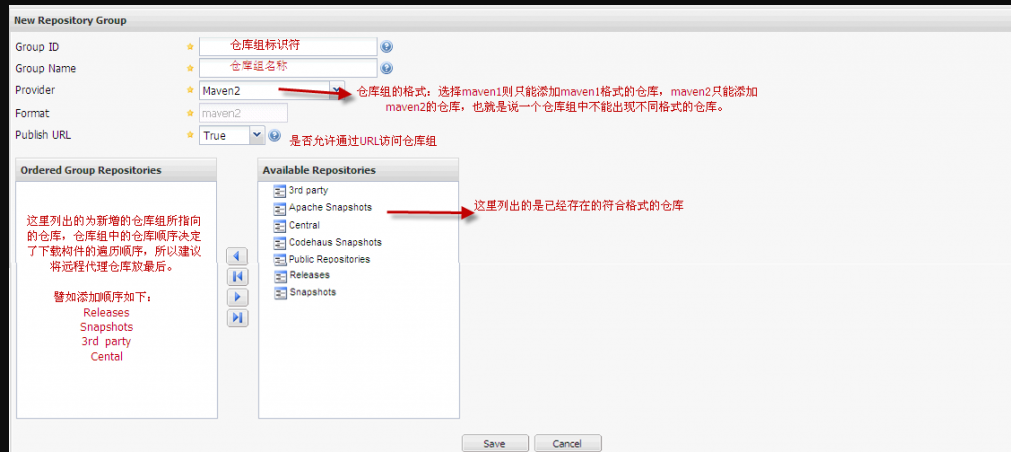 New Repository Group
Group ID
仓库组标识符
Group Name
仓库组名称
Provider
Maven2
仓库组的格式：选择maven1则只能添加maven1格式的仓库，maven2只能添加
maven2的仓库，也就是说一个仓库组中不能出现不同格式的仓库。
Format
maven2
Publish URL
True
是否允许通过URL访问仓库组
Ordered Group Repositories
这里列出的为新增的仓库组所指向
的仓库，仓库组中的仓库顺序决定
了下载构件的遍历顺序，所以建议
将远程代理仓库放最后。
譬如添加顺序如下：
Releases
Snapshots
3rd party
Cental
Available Repositories
3rd party
Apache Snapshots
Central
Codehaus Snapshots
Public Repositories
Releases
Snapshots
这里列出的是已经存在的符合格式的仓库
Save
Cancel